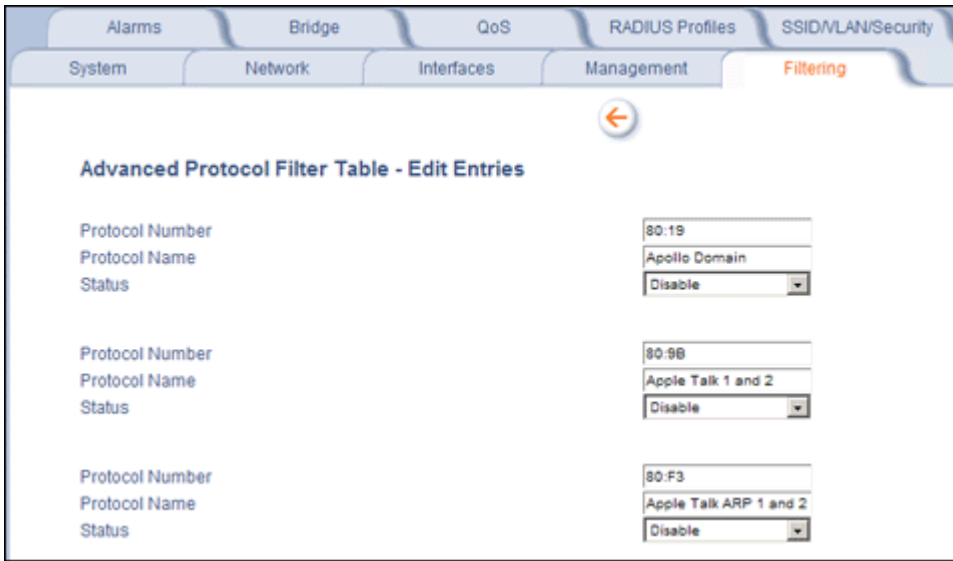 Alarms Bridge QoS RADIUS Profiles SSID/VLAN/Security
System Network Interfaces Management Filtering
Advanced Protocol Filter Table - Edit Entries
Protocol Number 80:19
Protocol Name Apollo Domain
Status Disable
Protocol Number 80:9B
Protocol Name Apple Talk 1 and 2
Status Disable
Protocol Number 80:F3
Protocol Name Apple Talk ARP 1 and 2
Status Disable